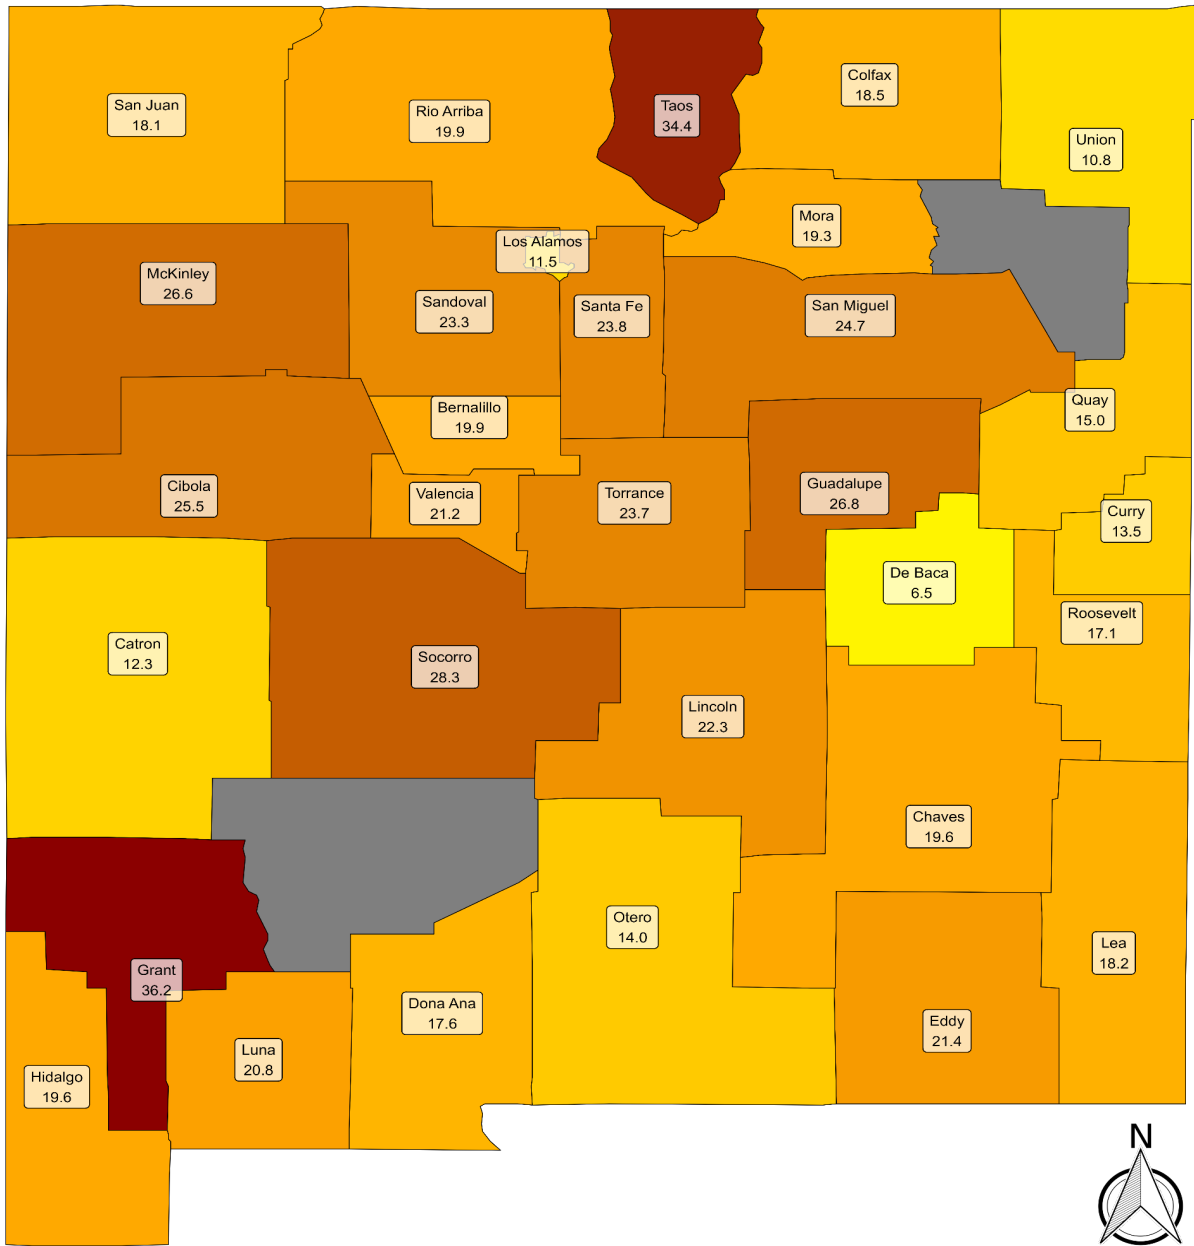 San Juan
18.1
Rio Arriba
19.9
Taos
34.4
Colfax
18.5
Union
10.8
Mora
19.3
Los Alamos
11.5
McKinley
26.6
Sandoval
23.3
Santa Fe
23.8
San Miguel
24.7
Bernalillo
19.9
Quay
15.0
Cibola
25.5
Valencia
21.2
Torrance
23.7
Guadalupe
26.8
Curry
13.5
De Baca
6.5
Roosevelt
17.1
Catron
12.3
Socorro
28.3
Lincoln
22.3
Chaves
19.6
Otero
14.0
Lea
18.2
Grant
36.2
Dona Ana
17.6
Eddy
21.4
Luna
20.8
Hidalgo
19.6
N